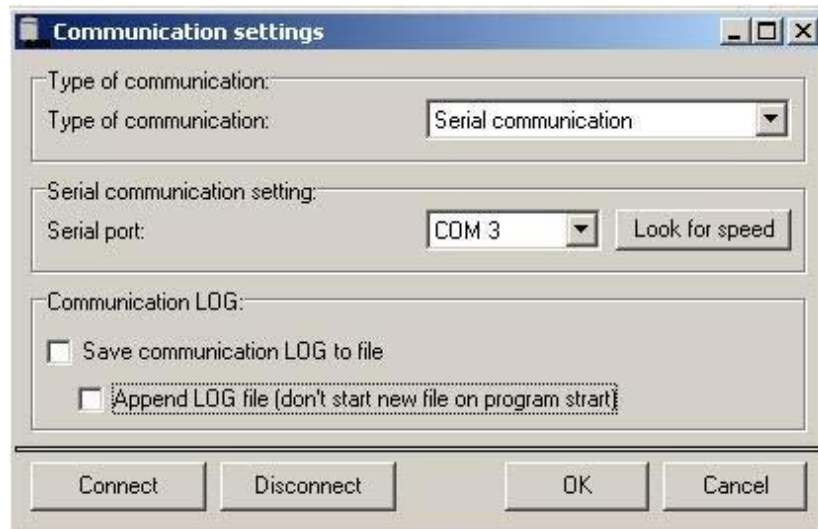 Communication settings
Type of communication:
Type of communication: Serial communication
Serial communication setting:
Serial port: COM 3 Look for speed
Communication LOG:
Save communication LOG to file
Append LOG file (don't start new file on program strart)
Connect Disconnect OK Cancel